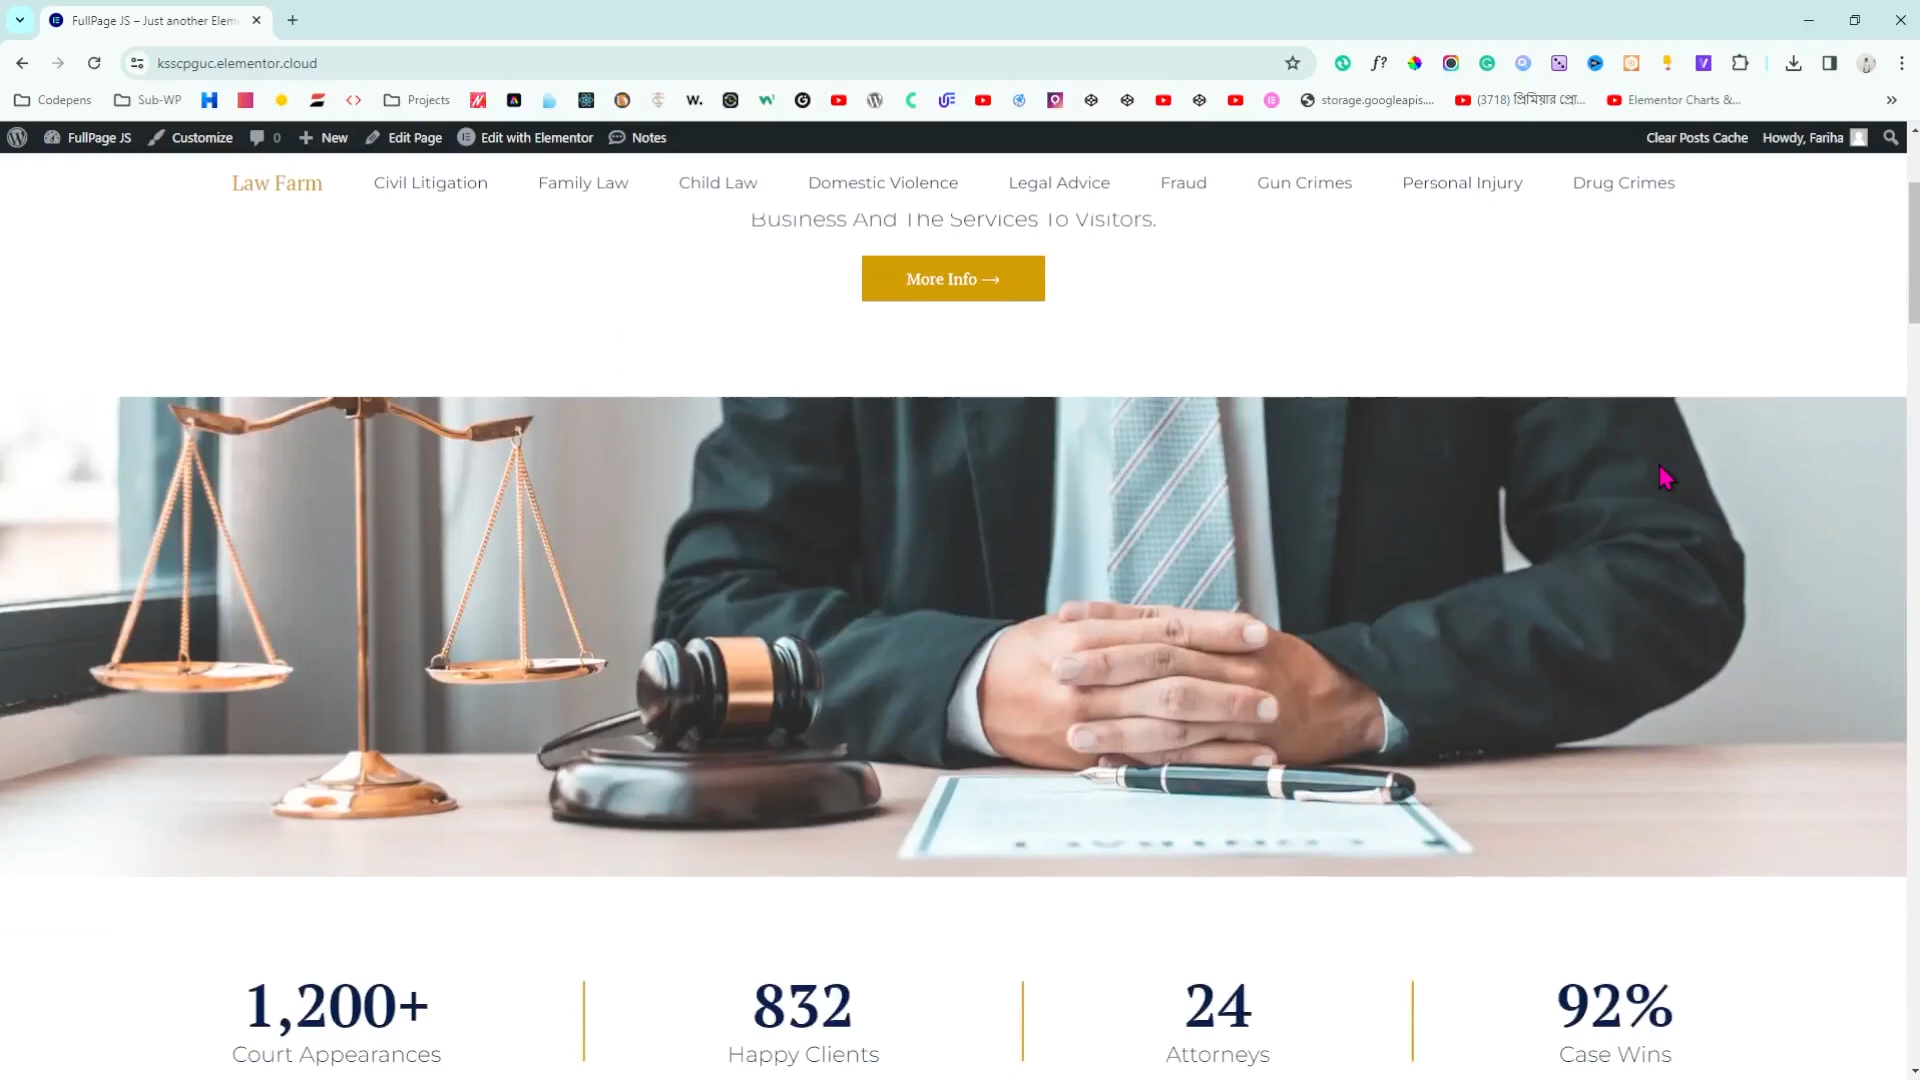 FullPage JS – Just another Elem
ksscpguc.elementor.cloud
f?
Codepens
Sub-WP
Projects
W.
storage.googleapis....
(3718) প্রিমিয়ার প্রো...
Elementor Charts &...
FullPage JS
Customize
0
New
Edit Page
Edit with Elementor
Notes
Clear Posts Cache
Howdy, Fariha
Law Farm
Civil Litigation
Family Law
Child Law
Domestic Violence
Legal Advice
Fraud
Gun Crimes
Personal Injury
Drug Crimes
Business And The Services To Visitors.
More Info →
1,200+
832
24
92%
Court Appearances
Happy Clients
Attorneys
Case Wins